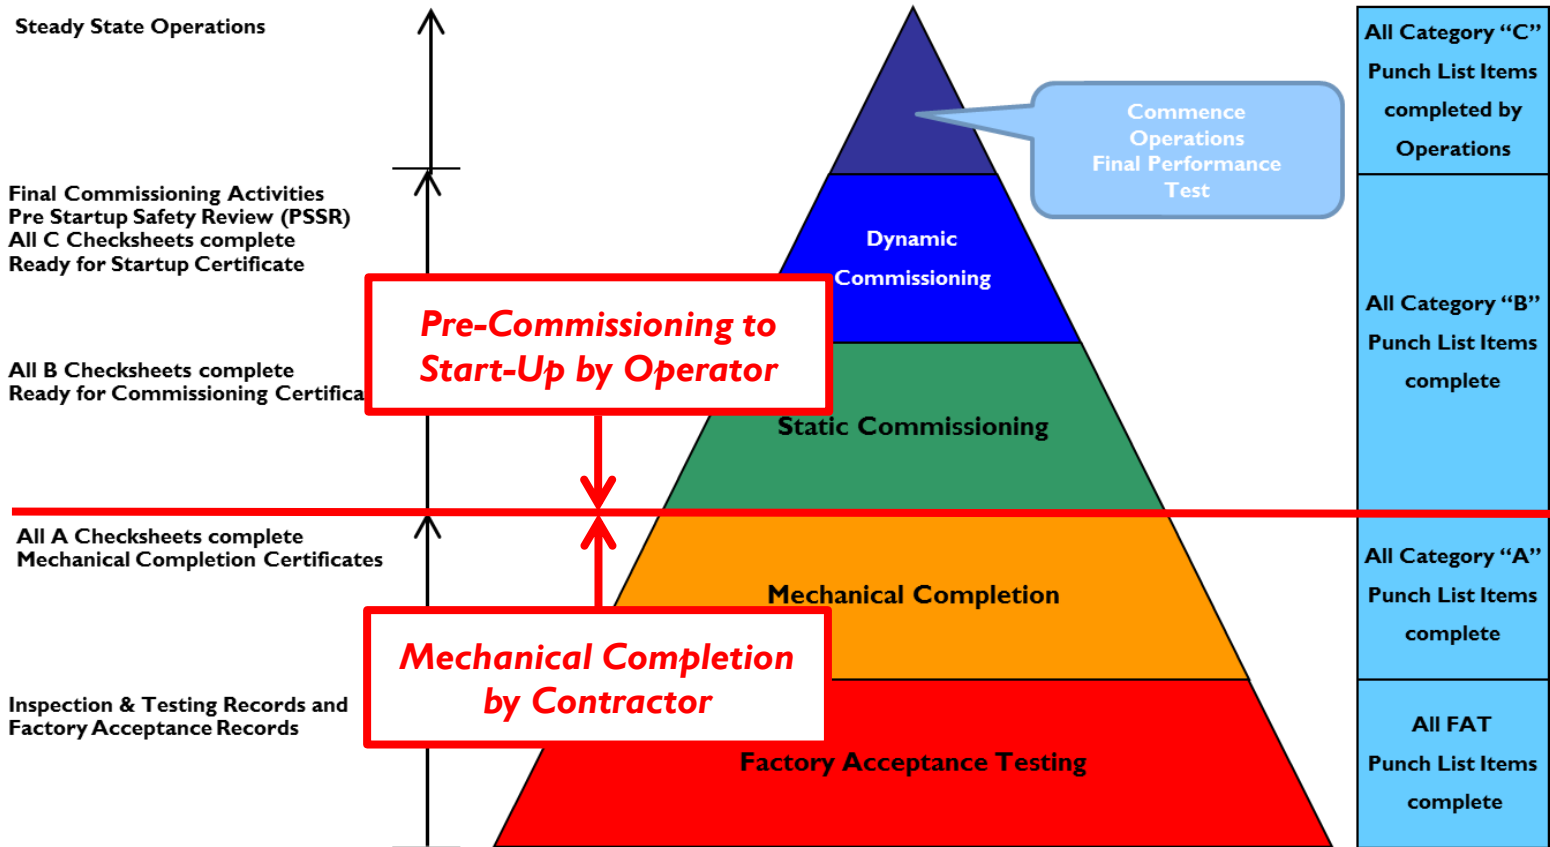 Steady State Operations
Final Commissioning Activities
Pre Startup Safety Review (PSSR)
All C Checksheets complete
Ready for Startup Certificate
All B Checksheets complete
Ready for Commissioning Certifica
All A Checksheets complete
Mechanical Completion Certificates
Inspection & Testing Records and
Factory Acceptance Records
Pre-Commissioning to
Start-Up by Operator
Mechanical Completion
by Contractor
Commence
Operations
Final Performance
Test
Dynamic
Commissioning
Static Commissioning
Mechanical Completion
Factory Acceptance Testing
All Category “C”
Punch List Items
completed by
Operations
All Category “B”
Punch List Items
complete
All Category “A”
Punch List Items
complete
All FAT
Punch List Items
complete